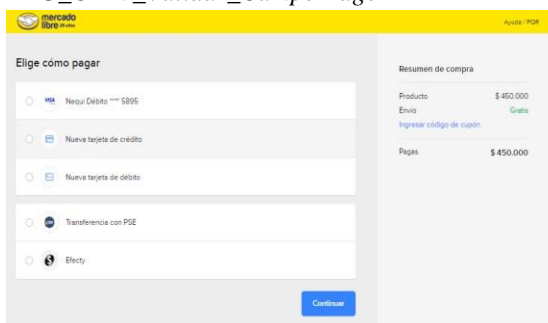 mercado
libre
Ayuda / PQR
Elige cómo pagar
VISA Nequi Débito **** 5895
Nueva tarjeta de crédito
Nueva tarjeta de débito
Transferencia con PSE
Efecty
Continuar
Resumen de compra
Producto $ 450.000
Envío Gratis
Ingresar código de cupón
Pagas $ 450.000